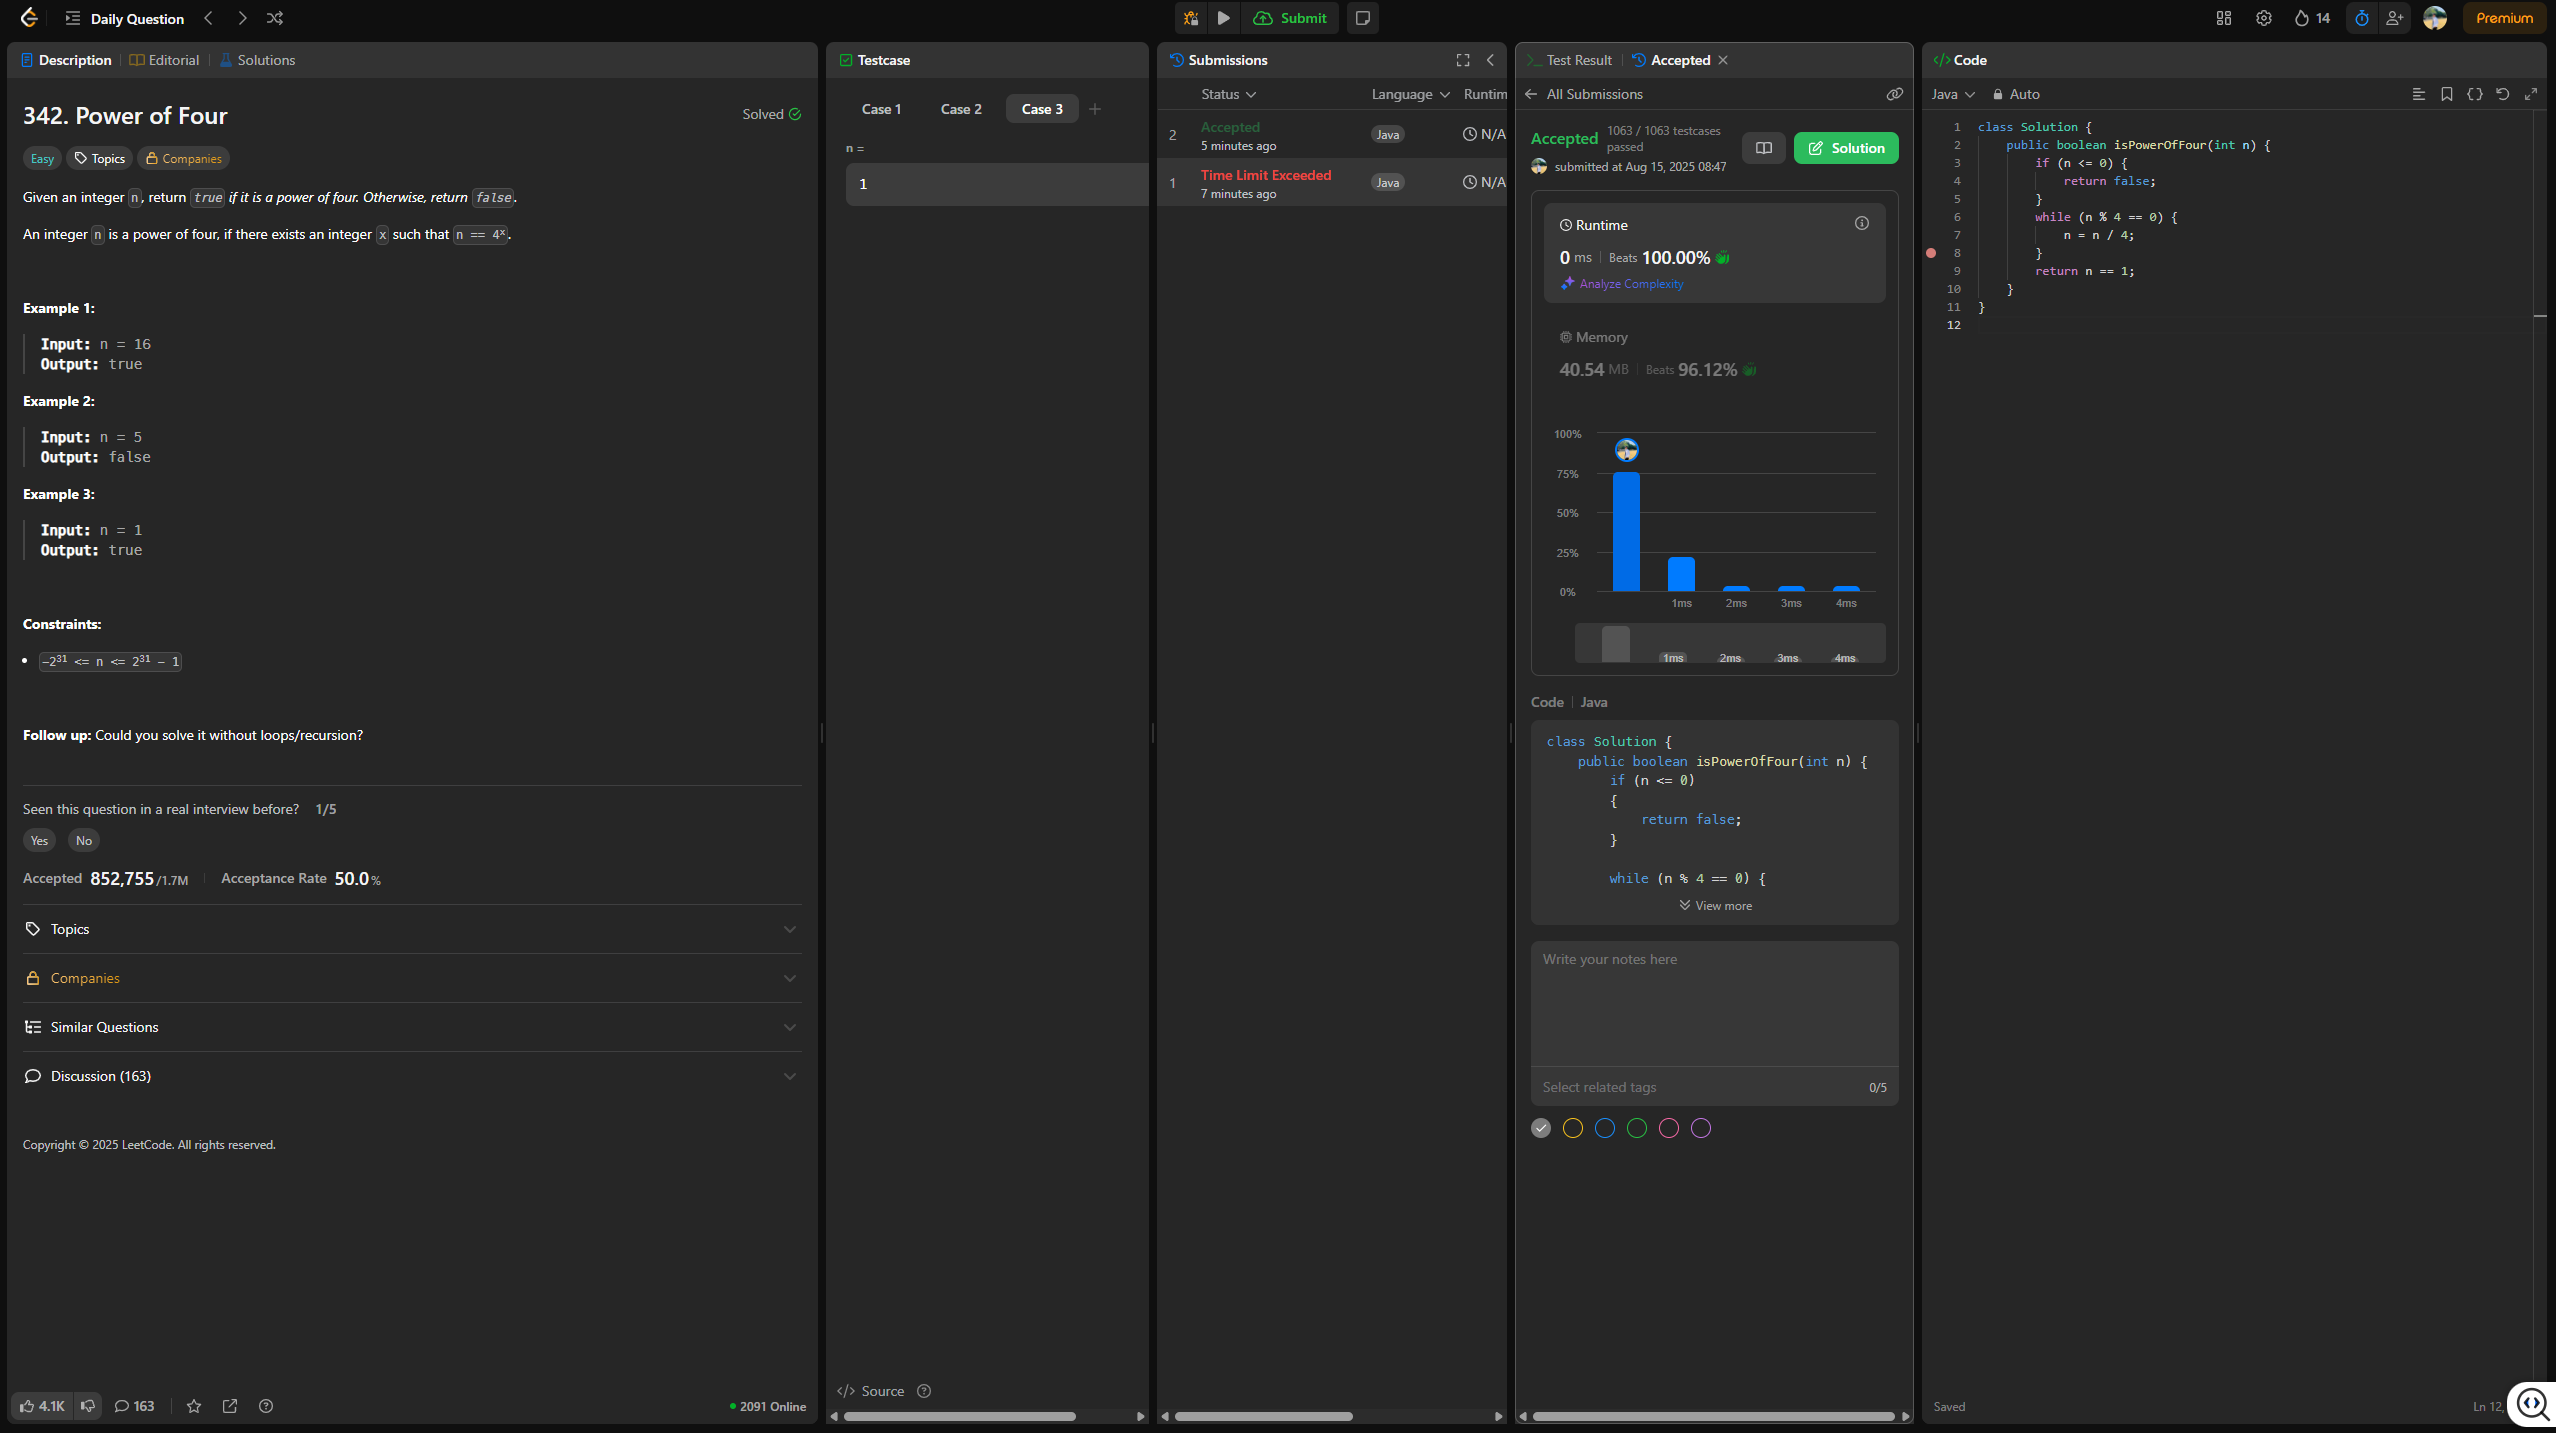 Daily Question
Submit
14
Premium
Description
Editorial
Solutions
342. Power of Four
Solved
Easy
Topics
Companies
Given an integer n, return true if it is a power of four. Otherwise, return false.
An integer n is a power of four, if there exists an integer x such that n == 4ˣ.
Example 1:
Input: n = 16
Output: true
Example 2:
Input: n = 5
Output: false
Example 3:
Input: n = 1
Output: true
Constraints:
-2³¹ <= n <= 2³¹ - 1
Follow up: Could you solve it without loops/recursion?
Seen this question in a real interview before? 1/5
Yes
No
Accepted 852,755/1.7M
Acceptance Rate 50.0%
Topics
Companies
Similar Questions
Discussion (163)
Copyright © 2025 LeetCode. All rights reserved.
4.1K
163
2091 Online
Testcase
Case 1
Case 2
Case 3
n =
1
Source
Submissions
Status
Language
Runtim
2
Accepted
5 minutes ago
Java
N/A
1
Time Limit Exceeded
7 minutes ago
Java
N/A
Test Result
Accepted
All Submissions
Accepted
1063 / 1063 testcases
passed
submitted at Aug 15, 2025 08:47
Solution
Runtime
0 ms
Beats 100.00%
Analyze Complexity
Memory
40.54 MB
Beats 96.12%
100%
75%
50%
25%
0%
1ms
2ms
3ms
4ms
1ms
2ms
3ms
4ms
Code
Java
class Solution {
public boolean isPowerOfFour(int n) {
if (n <= 0)
{
return false;
}
while (n % 4 == 0) {
View more
Write your notes here
Select related tags
0/5
Code
Java
Auto
1 class Solution {
2 public boolean isPowerOfFour(int n) {
3 if (n <= 0) {
4 return false;
5 }
6 while (n % 4 == 0) {
7 n = n / 4;
8 }
9 return n == 1;
10 }
11 }
12
Saved
Ln 12,